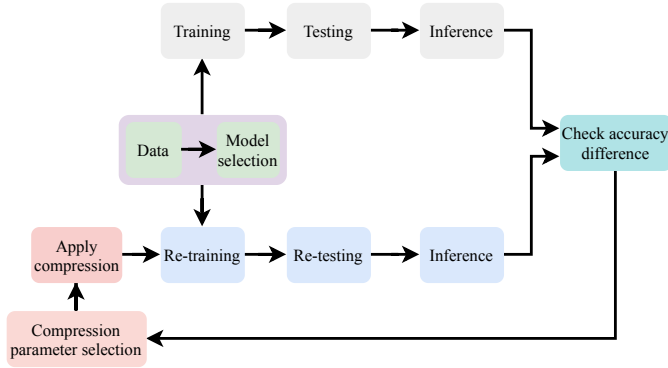 Training
Testing
Inference
Data
Model
selection
Check accuracy
difference
Apply
compression
Re-training
Re-testing
Inference
Compression
parameter selection